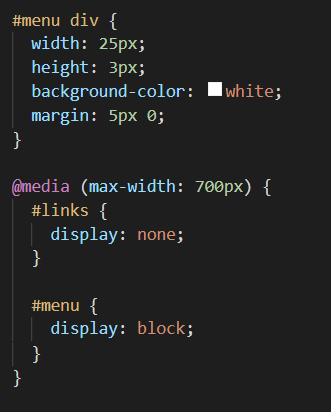 #menu div {
  width: 25px;
  height: 3px;
  background-color: white;
  margin: 5px 0;
}

@media (max-width: 700px) {
  #links {
    display: none;
  }

  #menu {
    display: block;
  }
}